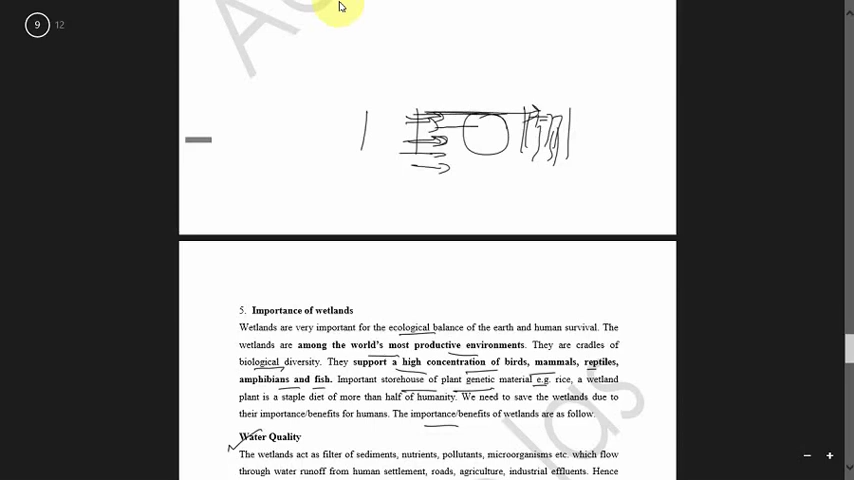 9 12
5. Importance of wetlands
Wetlands are very important for the ecological balance of the earth and human survival. The
wetlands are among the world's most productive environments. They are cradles of
biological diversity. They support a high concentration of birds, mammals, reptiles,
amphibians and fish. Important storehouse of plant genetic material e.g. rice, a wetland
plant is a staple diet of more than half of humanity. We need to save the wetlands due to
their importance/benefits for humans. The importance/benefits of wetlands are as follow.
Water Quality
The wetlands act as filter of sediments, nutrients, pollutants, microorganisms etc. which flow
through water runoff from human settlement, roads, agriculture, industrial effluents. Hence